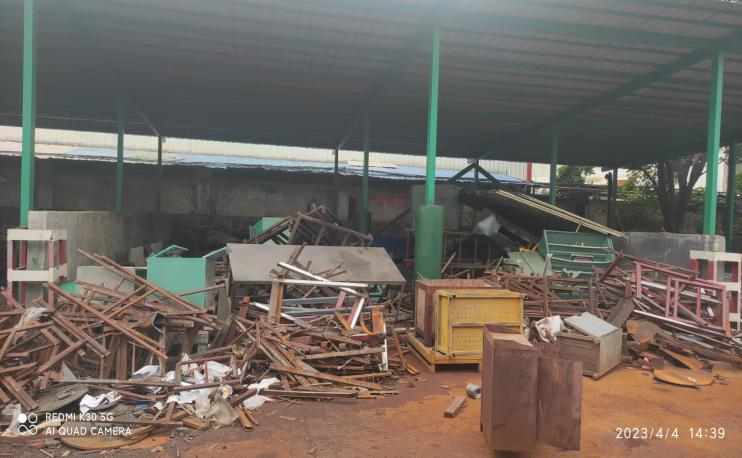 REDMI K30 5G
AI QUAD CAMERA
2023/4/4 14:39